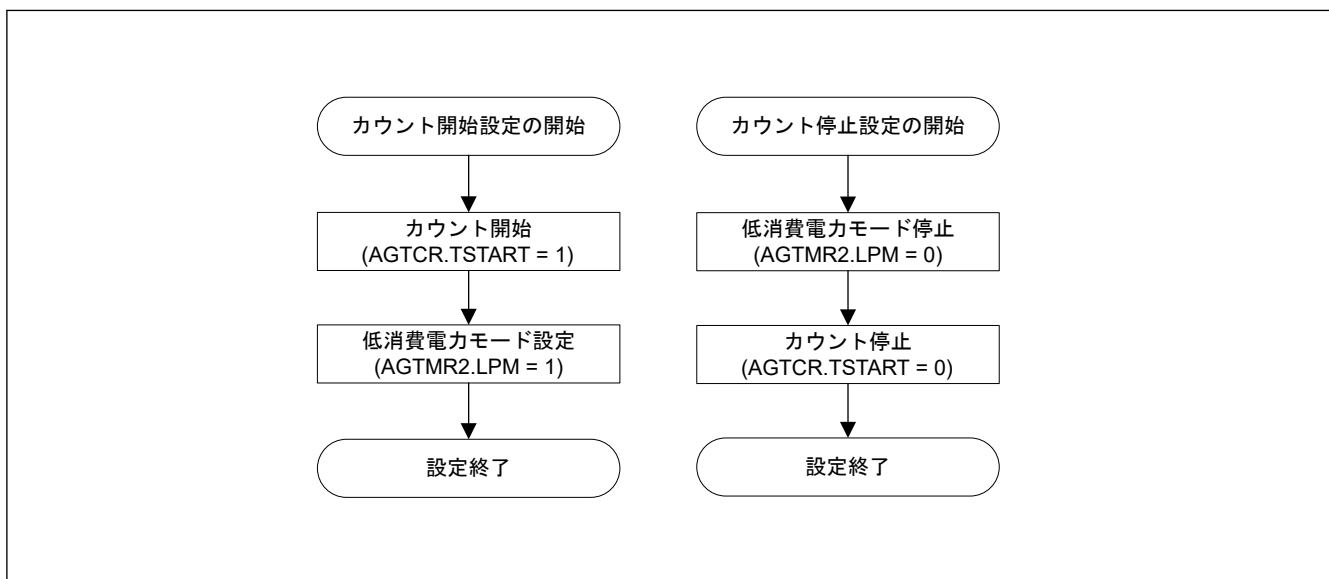 カウント開始設定の開始
カウント開始
(AGTCR.TSTART = 1)
低消費電力モード設定
(AGTMR2.LPM = 1)
設定終了
カウント停止設定の開始
低消費電力モード停止
(AGTMR2.LPM = 0)
カウント停止
(AGTCR.TSTART = 0)
設定終了